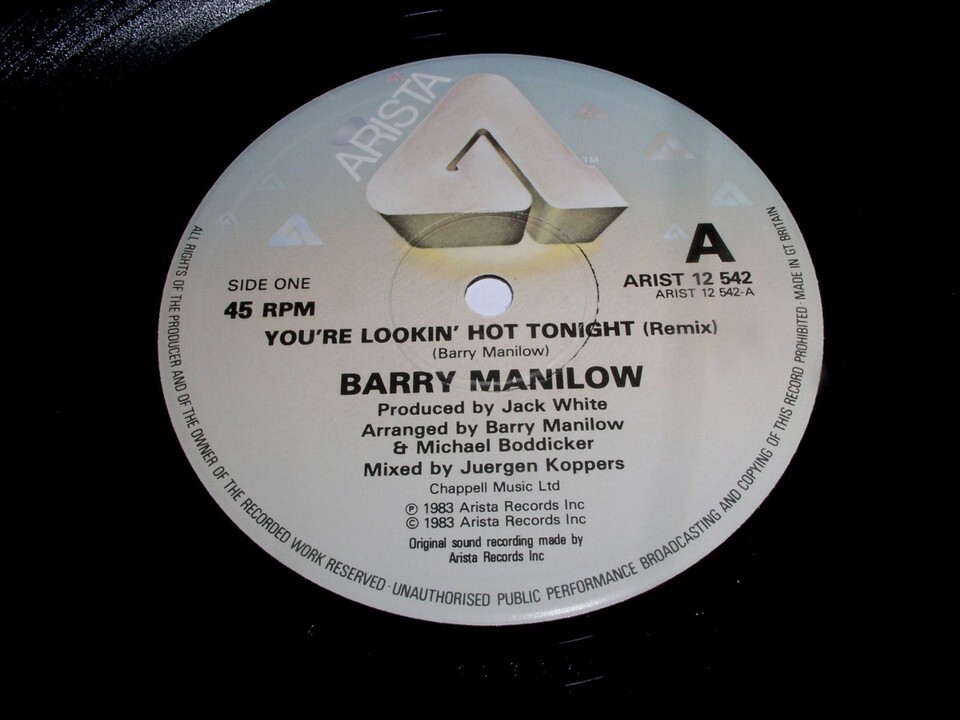 ARISTA
TM
A
SIDE ONE
45 RPM
ARIST 12 542
ARIST 12 542-A
YOU'RE LOOKIN' HOT TONIGHT (Remix)
(Barry Manilow)
BARRY MANILOW
Produced by Jack White
Arranged by Barry Manilow
& Michael Boddicker
Mixed by Juergen Koppers
Chappell Music Ltd
℗ 1983 Arista Records Inc
© 1983 Arista Records Inc
Original sound recording made by
Arista Records Inc
ALL RIGHTS OF THE PRODUCER AND OF THE OWNER OF THE RECORDED WORK RESERVED · UNAUTHORISED PUBLIC PERFORMANCE BROADCASTING AND COPYING OF THIS RECORD PROHIBITED · MADE IN GT BRITAIN